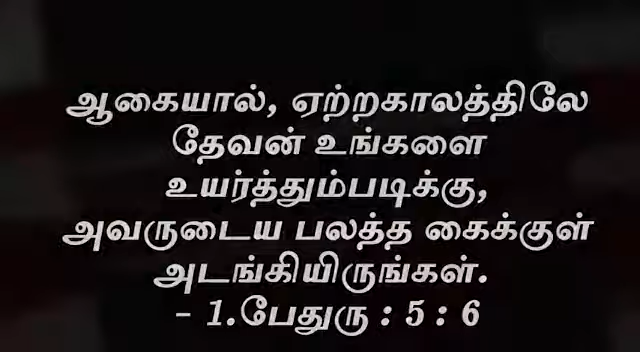 ஆகையால், ஏற்றகாலத்திலே
தேவன் உங்களை
உயர்த்தும்படிக்கு,
அவருடைய பலத்த கைக்குள்
அடங்கியிருங்கள்.
- 1.பேதுரு : 5 : 6